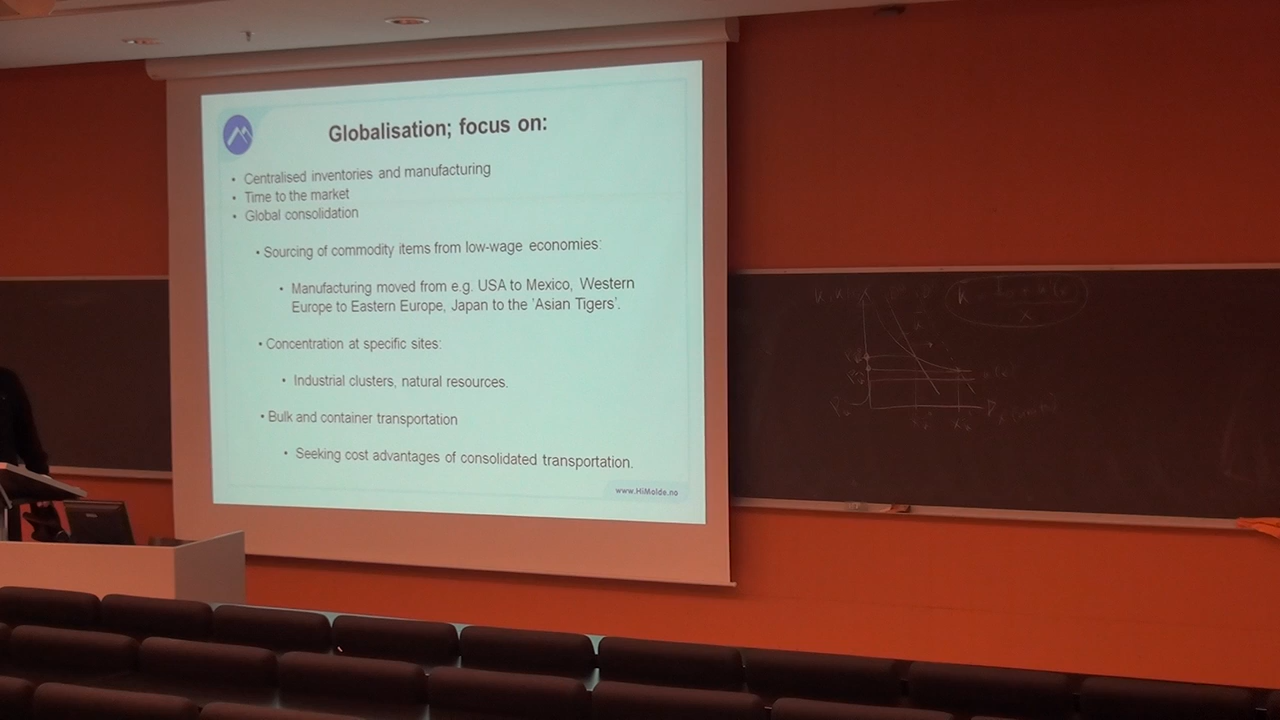 Globalisation; focus on:
• Centralised inventories and manufacturing
• Time to the market
• Global consolidation
• Sourcing of commodity items from low-wage economies:
• Manufacturing moved from e.g. USA to Mexico, Western
Europe to Eastern Europe, Japan to the 'Asian Tigers'.
• Concentration at specific sites:
• Industrial clusters, natural resources.
• Bulk and container transportation
• Seeking cost advantages of consolidated transportation.
www.HiMolde.no